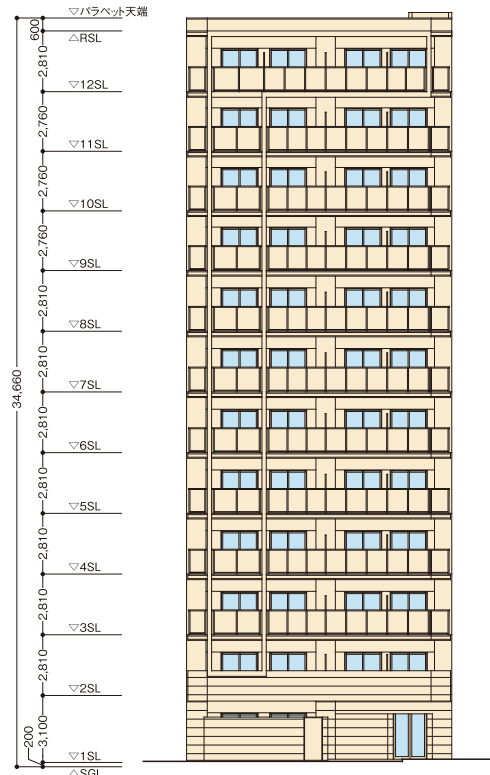 ▽パラペット天端
600
△RSL
2,810
▽12SL
2,760
▽11SL
2,760
▽10SL
2,760
▽9SL
2,810
▽8SL
2,810
▽7SL
2,810
▽6SL
2,810
▽5SL
2,810
▽4SL
2,810
▽3SL
2,810
▽2SL
3,100
▽1SL
200
△SGL
34,660